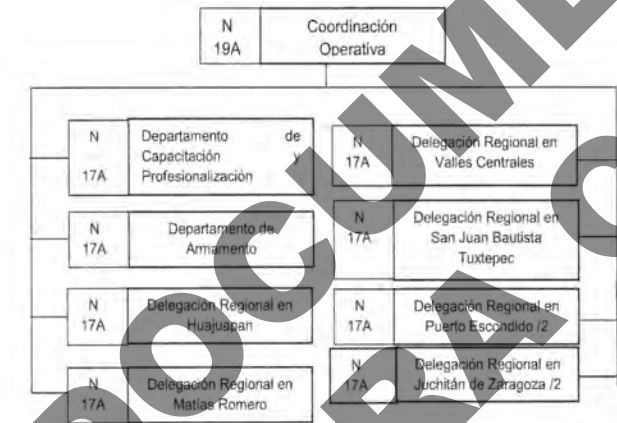 N Coordinación
19A Operativa
N Departamento de
Capacitación y
17A Profesionalización
N Delegación Regional en
17A Valles Centrales
N Departamento de
17A Armamento
N Delegación Regional en
17A San Juan Bautista
Tuxtepec
N Delegación Regional en
17A Huajuapan
N Delegación Regional en
17A Puerto Escondido /2
N Delegación Regional en
17A Matías Romero
N Delegación Regional en
17A Juchitán de Zaragoza /2